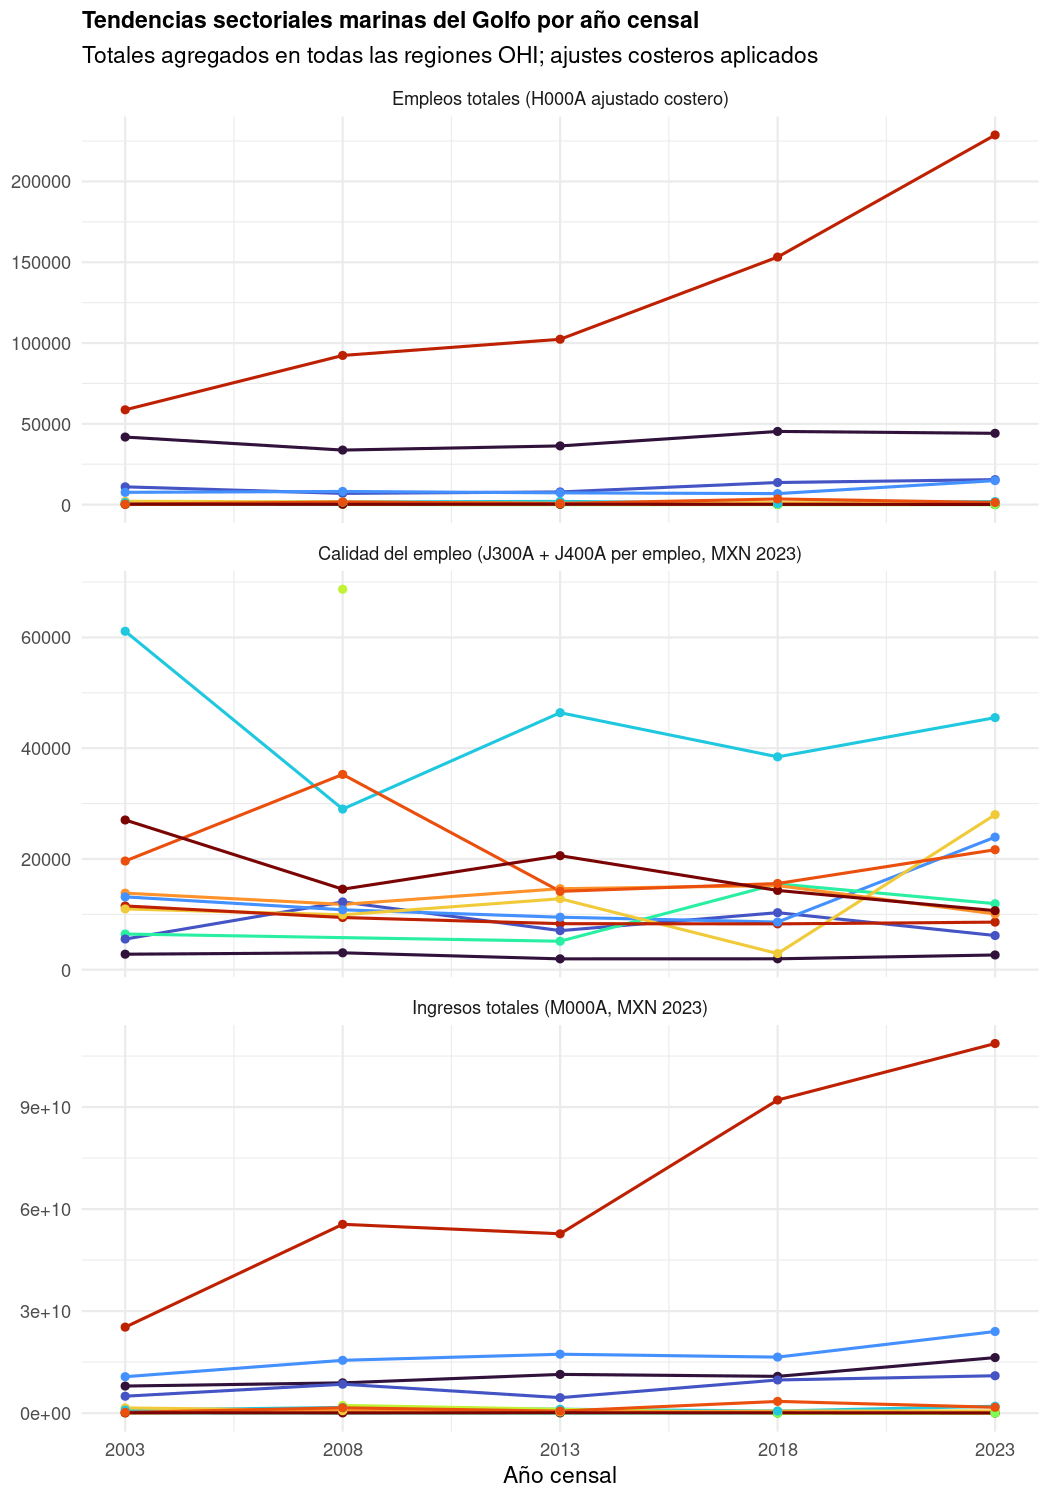 Tendencias sectoriales marinas del Golfo por año censal
Totales agregados en todas las regiones OHI; ajustes costeros aplicados
Empleos totales (H000A ajustado costero)
200000
150000
100000
50000
0
Calidad del empleo (J300A + J400A per empleo, MXN 2023)
60000
40000
20000
0
Ingresos totales (M000A, MXN 2023)
9e+10
6e+10
3e+10
0e+00
2003 2008 2013 2018 2023
Año censal